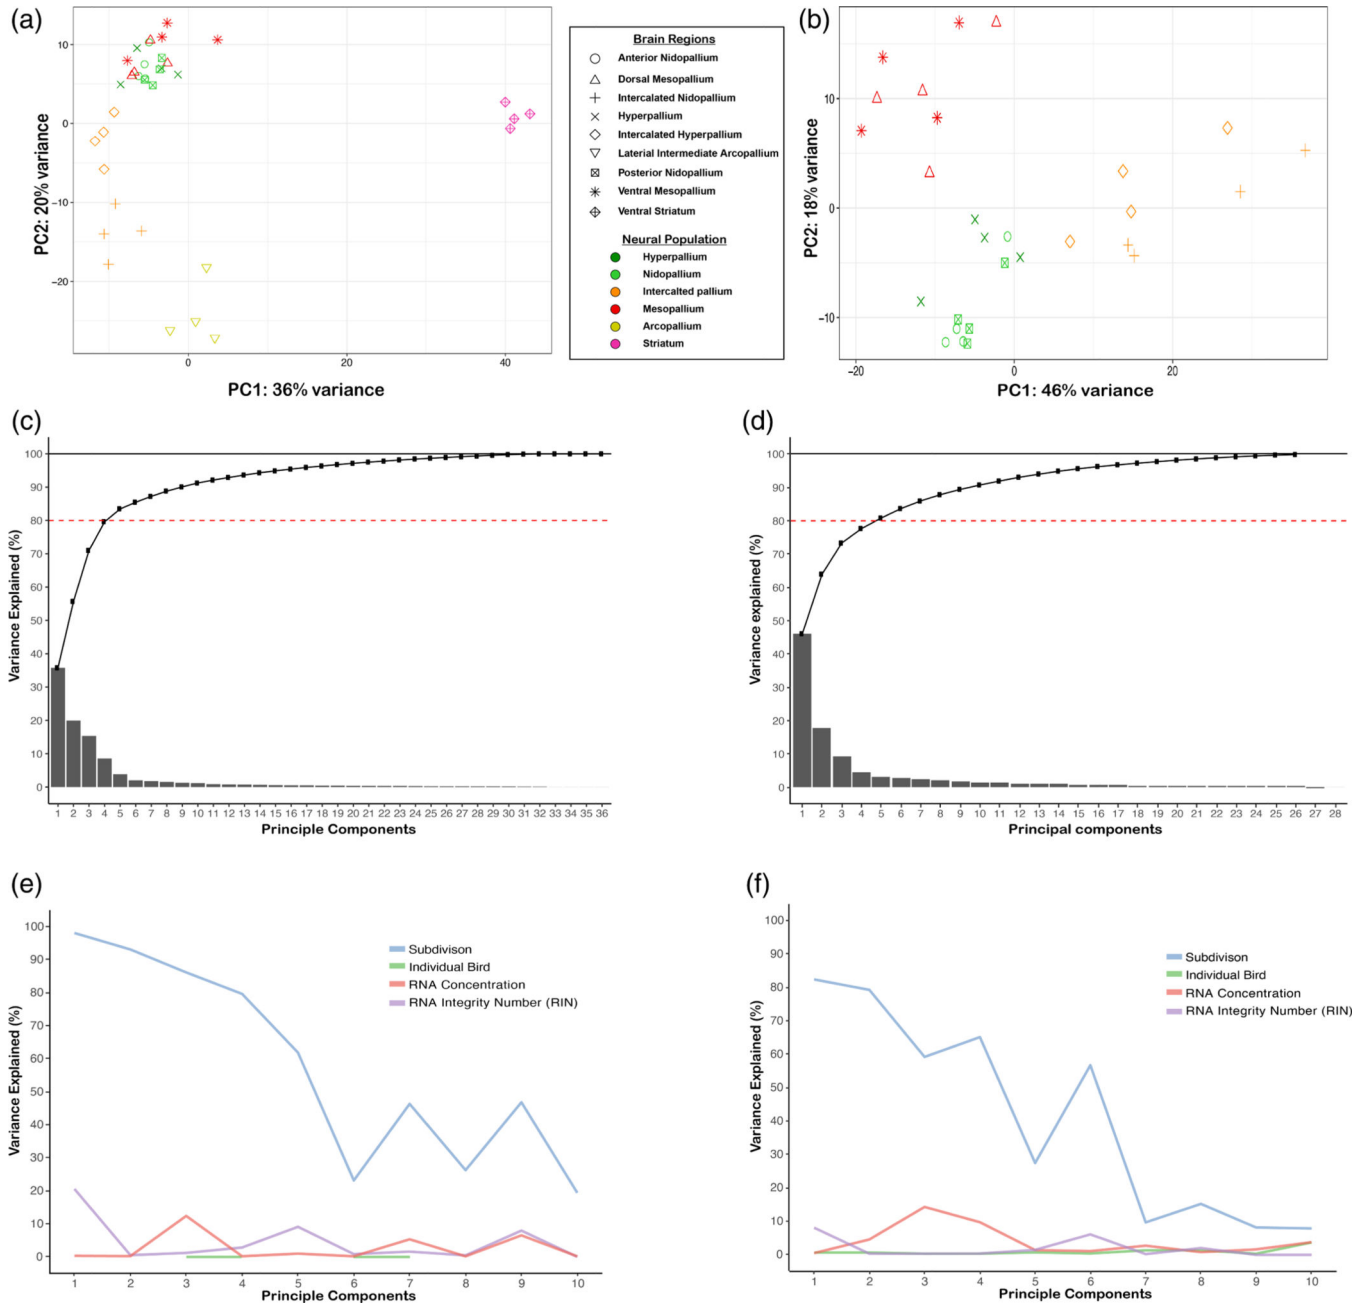 (a)
PC2: 20% variance
10
0
−10
−20
0
20
40
PC1: 36% variance
Brain Regions
Anterior Nidopallium
Dorsal Mesopallium
Intercalated Nidopallium
Hyperpallium
Intercalated Hyperpallium
Laterial Intermediate Arcopallium
Posterior Nidopallium
Ventral Mesopallium
Ventral Striatum
Neural Population
Hyperpallium
Nidopallium
Intercalted pallium
Mesopallium
Arcopallium
Striatum
(b)
PC2: 18% variance
10
0
−10
−20
0
20
PC1: 46% variance
(c)
Variance Explained (%)
100
90
80
70
60
50
40
30
20
10
0
1 2 3 4 5 6 7 8 9 10 11 12 13 14 15 16 17 18 19 20 21 22 23 24 25 26 27 28 29 30 31 32 33 34 35 36
Principle Components
(d)
Variance explained (%)
100
90
80
70
60
50
40
30
20
10
0
1 2 3 4 5 6 7 8 9 10 11 12 13 14 15 16 17 18 19 20 21 22 23 24 25 26 27 28
Principal components
(e)
Variance Explained (%)
100
90
80
70
60
50
40
30
20
10
0
Subdivison
Individual Bird
RNA Concentration
RNA Integrity Number (RIN)
1 2 3 4 5 6 7 8 9 10
Principle Components
(f)
Variance Explained (%)
100
90
80
70
60
50
40
30
20
10
0
Subdivision
Individual Bird
RNA Concentration
RNA Integrity Number (RIN)
1 2 3 4 5 6 7 8 9 10
Principle Components